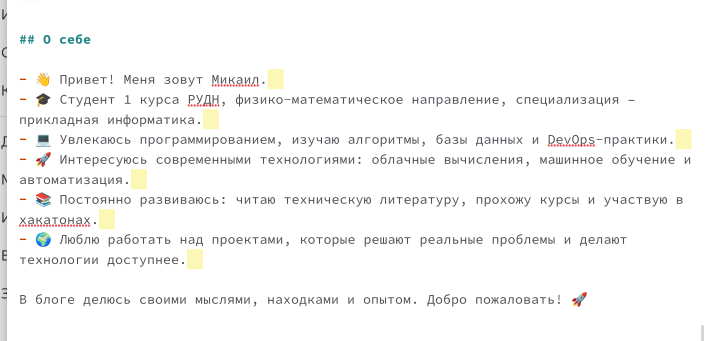 ## О себе
- 👋 Привет! Меня зовут Микаил.
- 🎓 Студент 1 курса РУДН, физико-математическое направление, специализация –
прикладная информатика.
- 💻 Увлекаюсь программированием, изучаю алгоритмы, базы данных и DevOps-практики.
- 🚀 Интересуюсь современными технологиями: облачные вычисления, машинное обучение и
автоматизация.
- 📚 Постоянно развиваюсь: читаю техническую литературу, прохожу курсы и участвую в
хакатонах.
- 🌍 Люблю работать над проектами, которые решают реальные проблемы и делают
технологии доступнее.
В блоге делюсь своими мыслями, находками и опытом. Добро пожаловать! 🚀